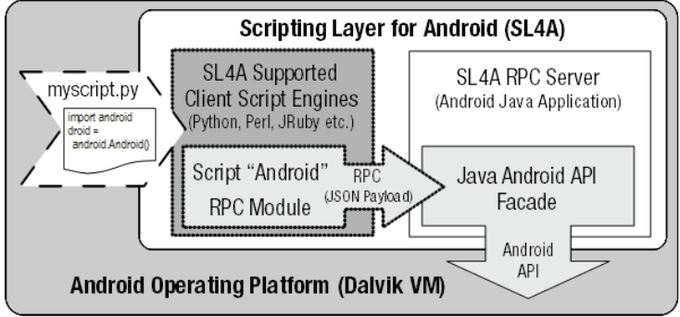 Scripting Layer for Android (SL4A)
myscript.py
import android
droid =
android.Android()
SL4A Supported
Client Script Engines
(Python, Perl, JRuby etc.)
Script “Android”
RPC Module
RPC
(JSON Payload)
SL4A RPC Server
(Android Java Application)
Java Android API
Facade
Android
API
Android Operating Platform (Dalvik VM)